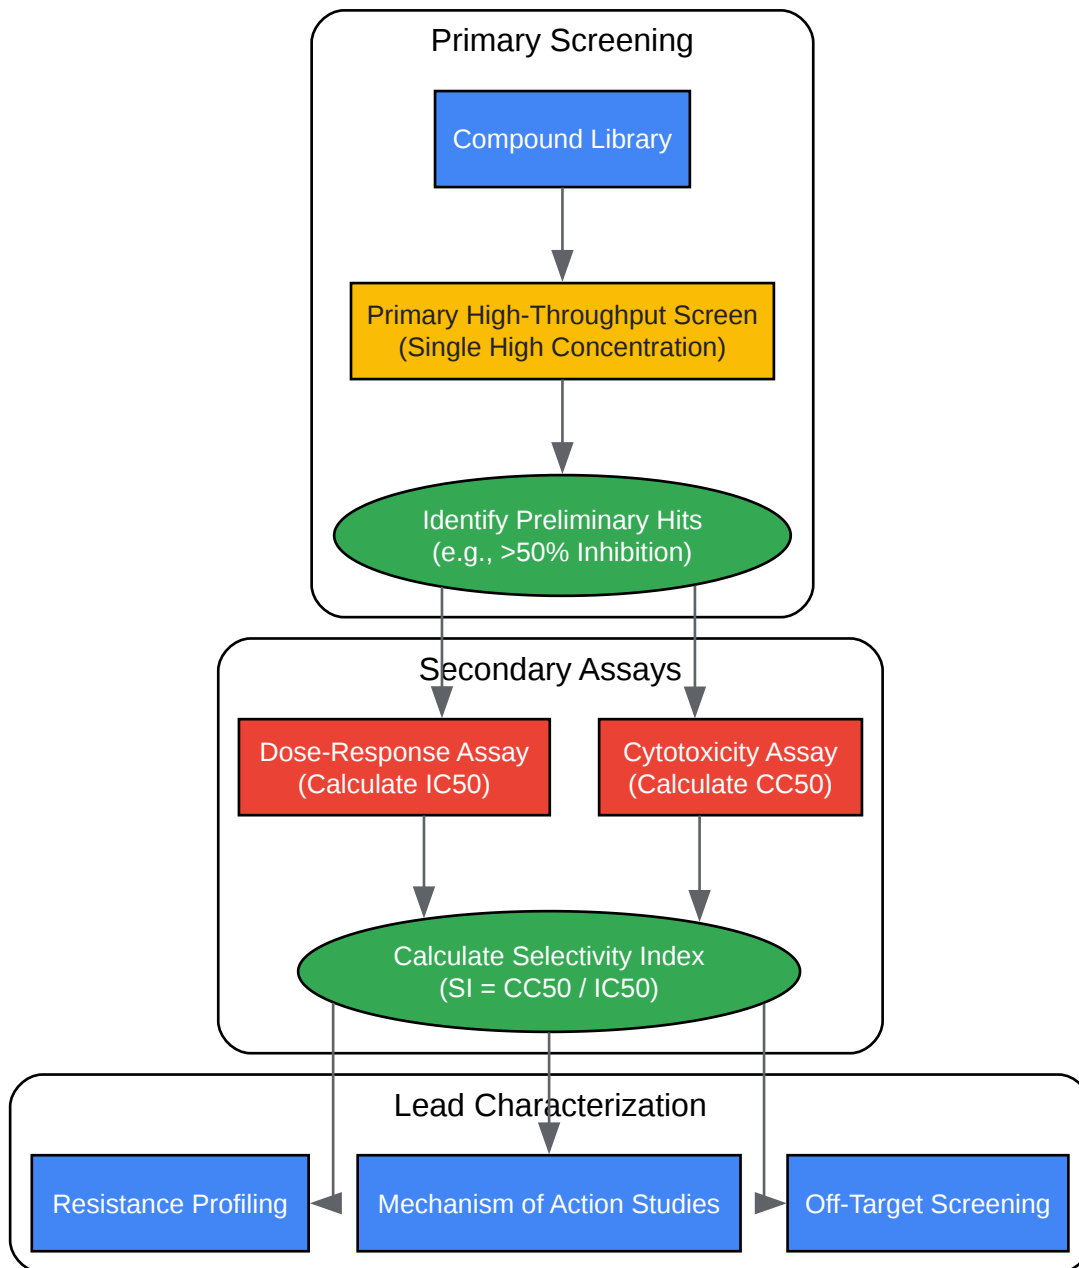 Primary Screening
Compound Library
Primary High-Throughput Screen
(Single High Concentration)
Identify Preliminary Hits
(e.g., >50% Inhibition)
Secondary Assays
Dose-Response Assay
(Calculate IC50)
Cytotoxicity Assay
(Calculate CC50)
Calculate Selectivity Index
(SI = CC50 / IC50)
Lead Characterization
Resistance Profiling
Mechanism of Action Studies
Off-Target Screening